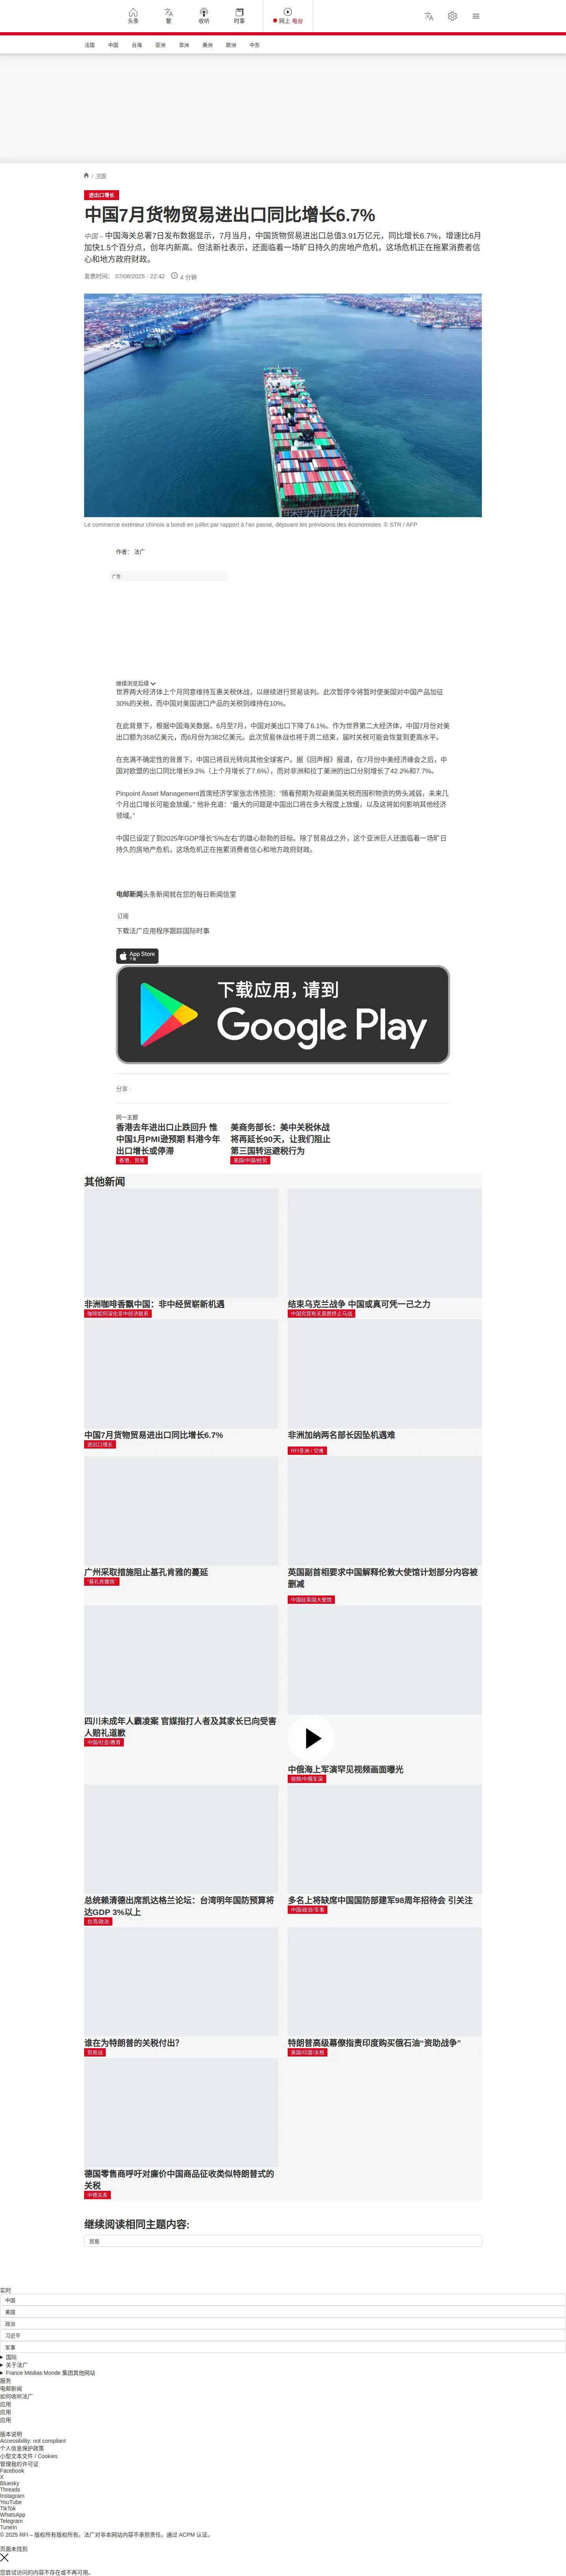 头条
繁
收听
时事
网上 电台
法国 中国 台海 亚洲 非洲 美洲 欧洲 中东
/ 中国
进出口增长
中国7月货物贸易进出口同比增长6.7%
中国 – 中国海关总署7日发布数据显示，7月当月，中国货物贸易进出口总值3.91万亿元，同比增长6.7%，增速比6月
加快1.5个百分点，创年内新高。但法新社表示，还面临着一场旷日持久的房地产危机，这场危机正在拖累消费者信
心和地方政府财政。
发表时间： 07/08/2025 - 22:42
4 分钟
Le commerce extérieur chinois a bondi en juillet par rapport à l'an passé, déjouant les prévisions des économistes © STR / AFP
作者： 法广
广告
继续浏览后续
世界两大经济体上个月同意维持互惠关税休战，以继续进行贸易谈判。此次暂停令将暂时使美国对中国产品加征
30%的关税，而中国对美国进口产品的关税则维持在10%。
在此背景下，根据中国海关数据，6月至7月，中国对美出口下降了6.1%。作为世界第二大经济体，中国7月份对美
出口额为358亿美元，而6月份为382亿美元。此次贸易休战也将于周二结束，届时关税可能会恢复到更高水平。
在充满不确定性的背景下，中国已将目光转向其他全球客户。据《回声报》报道，在7月份中美经济峰会之后，中
国对欧盟的出口同比增长9.2%（上个月增长了7.6%），而对非洲和拉丁美洲的出口分别增长了42.2%和7.7%。
Pinpoint Asset Management首席经济学家张志伟预测：“随着预期为规避美国关税而囤积物资的势头减弱，未来几
个月出口增长可能会放缓。” 他补充道：“最大的问题是中国出口将在多大程度上放缓，以及这将如何影响其他经济
领域。”
中国已设定了到2025年GDP增长“5%左右”的雄心勃勃的目标。除了贸易战之外，这个亚洲巨人还面临着一场旷日
持久的房地产危机，这场危机正在拖累消费者信心和地方政府财政。
电邮新闻头条新闻就在您的每日新闻信里
订阅
下载法广应用程序跟踪国际时事
App Store
下载
下载应用，请到
Google Play
分享 :
同一主题
香港去年进出口止跌回升 惟
中国1月PMI逊预期 料港今年
出口增长或停滞
香港，贸易
美商务部长：美中关税休战
将再延长90天，让我们阻止
第三国转运避税行为
美国/中国/经贸
其他新闻
非洲咖啡香飘中国：非中经贸崭新机遇
咖啡如何深化非中经济联系
结束乌克兰战争 中国或真可凭一己之力
中国究竟有无意愿终止乌战
中国7月货物贸易进出口同比增长6.7%
进出口增长
非洲加纳两名部长因坠机遇难
RFI非洲 / 空难
广州采取措施阻止基孔肯雅的蔓延
“基孔肯雅热”
英国副首相要求中国解释伦敦大使馆计划部分内容被
删减
中国驻英国大使馆
四川未成年人霸凌案 官媒指打人者及其家长已向受害
人赔礼道歉
中国/社会/教育
中俄海上军演罕见视频画面曝光
视频/中俄军演
总统赖清德出席凯达格兰论坛：台湾明年国防预算将
达GDP 3%以上
台湾/政治
多名上将缺席中国国防部建军98周年招待会 引关注
中国/政治/军事
谁在为特朗普的关税付出?
贸易战
特朗普高级幕僚指责印度购买俄石油“资助战争”
美国/印度/关税
德国零售商呼吁对廉价中国商品征收类似特朗普式的
关税
中德关系
继续阅读相同主题内容:
贸易
实时
中国
美国
政治
习近平
军事
国际
关于法广
France Médias Monde 集团其他网站
服务
电邮新闻
如何收听法广
应用
应用
应用
版本说明
Accessibility: not compliant
个人信息保护政策
小型文本文件 / Cookies
管理我的许可证
Facebook
X
Bluesky
Threads
Instagram
YouTube
TikTok
WhatsApp
Telegram
TuneIn
© 2025 RFI – 版权所有版权所有。法广对非本网站内容不承担责任。通过 ACPM 认证。
页面未找到
您尝试访问的内容不存在或不再可用。